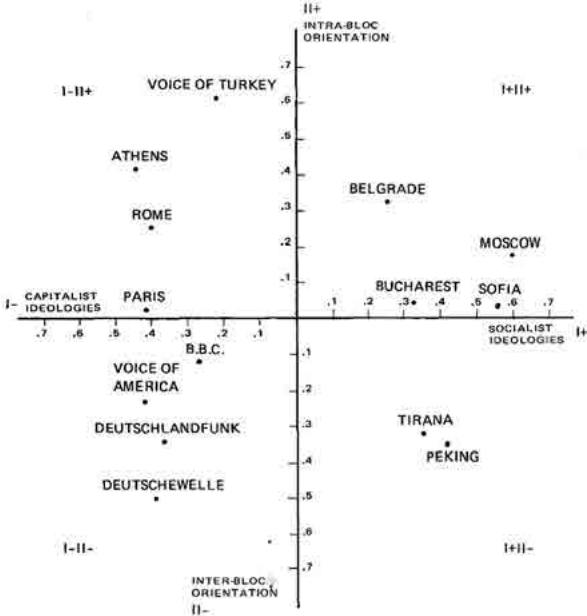 II+
INTRA-BLOC
ORIENTATION
.7
VOICE OF TURKEY
I-II+
I+II+
.6
.5
ATHENS
.4
BELGRADE
ROME
.3
MOSCOW
.2
BUCHAREST
SOFIA
.1
I-
CAPITALIST
IDEOLOGIES
PARIS
.7 .6 .5 .4 .3 .2 .1
.1 .2 .3 .4 .5 .6 .7
I+
SOCIALIST
IDEOLOGIES
B.B.C.
.1
VOICE OF
AMERICA
.2
TIRANA
DEUTSCHLANDFUNK
.3
PEKING
.4
DEUTSCHEWELLE
.5
I-II-
I+II-
.6
.7
INTER-BLOC
ORIENTATION
II-